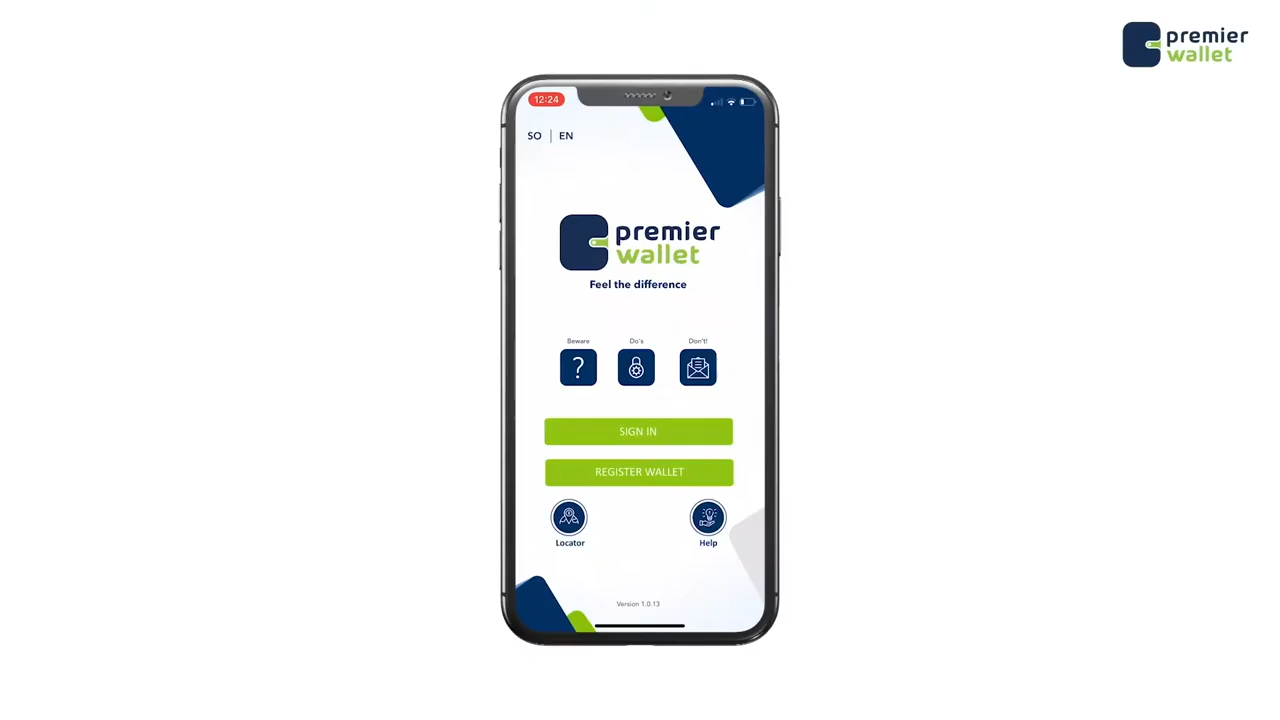 premier
wallet
12:24
SO | EN
premier
wallet
Feel the difference
Beware
Do's
Don't!
?
SIGN IN
REGISTER WALLET
Locator
Help
Version 1.0.13